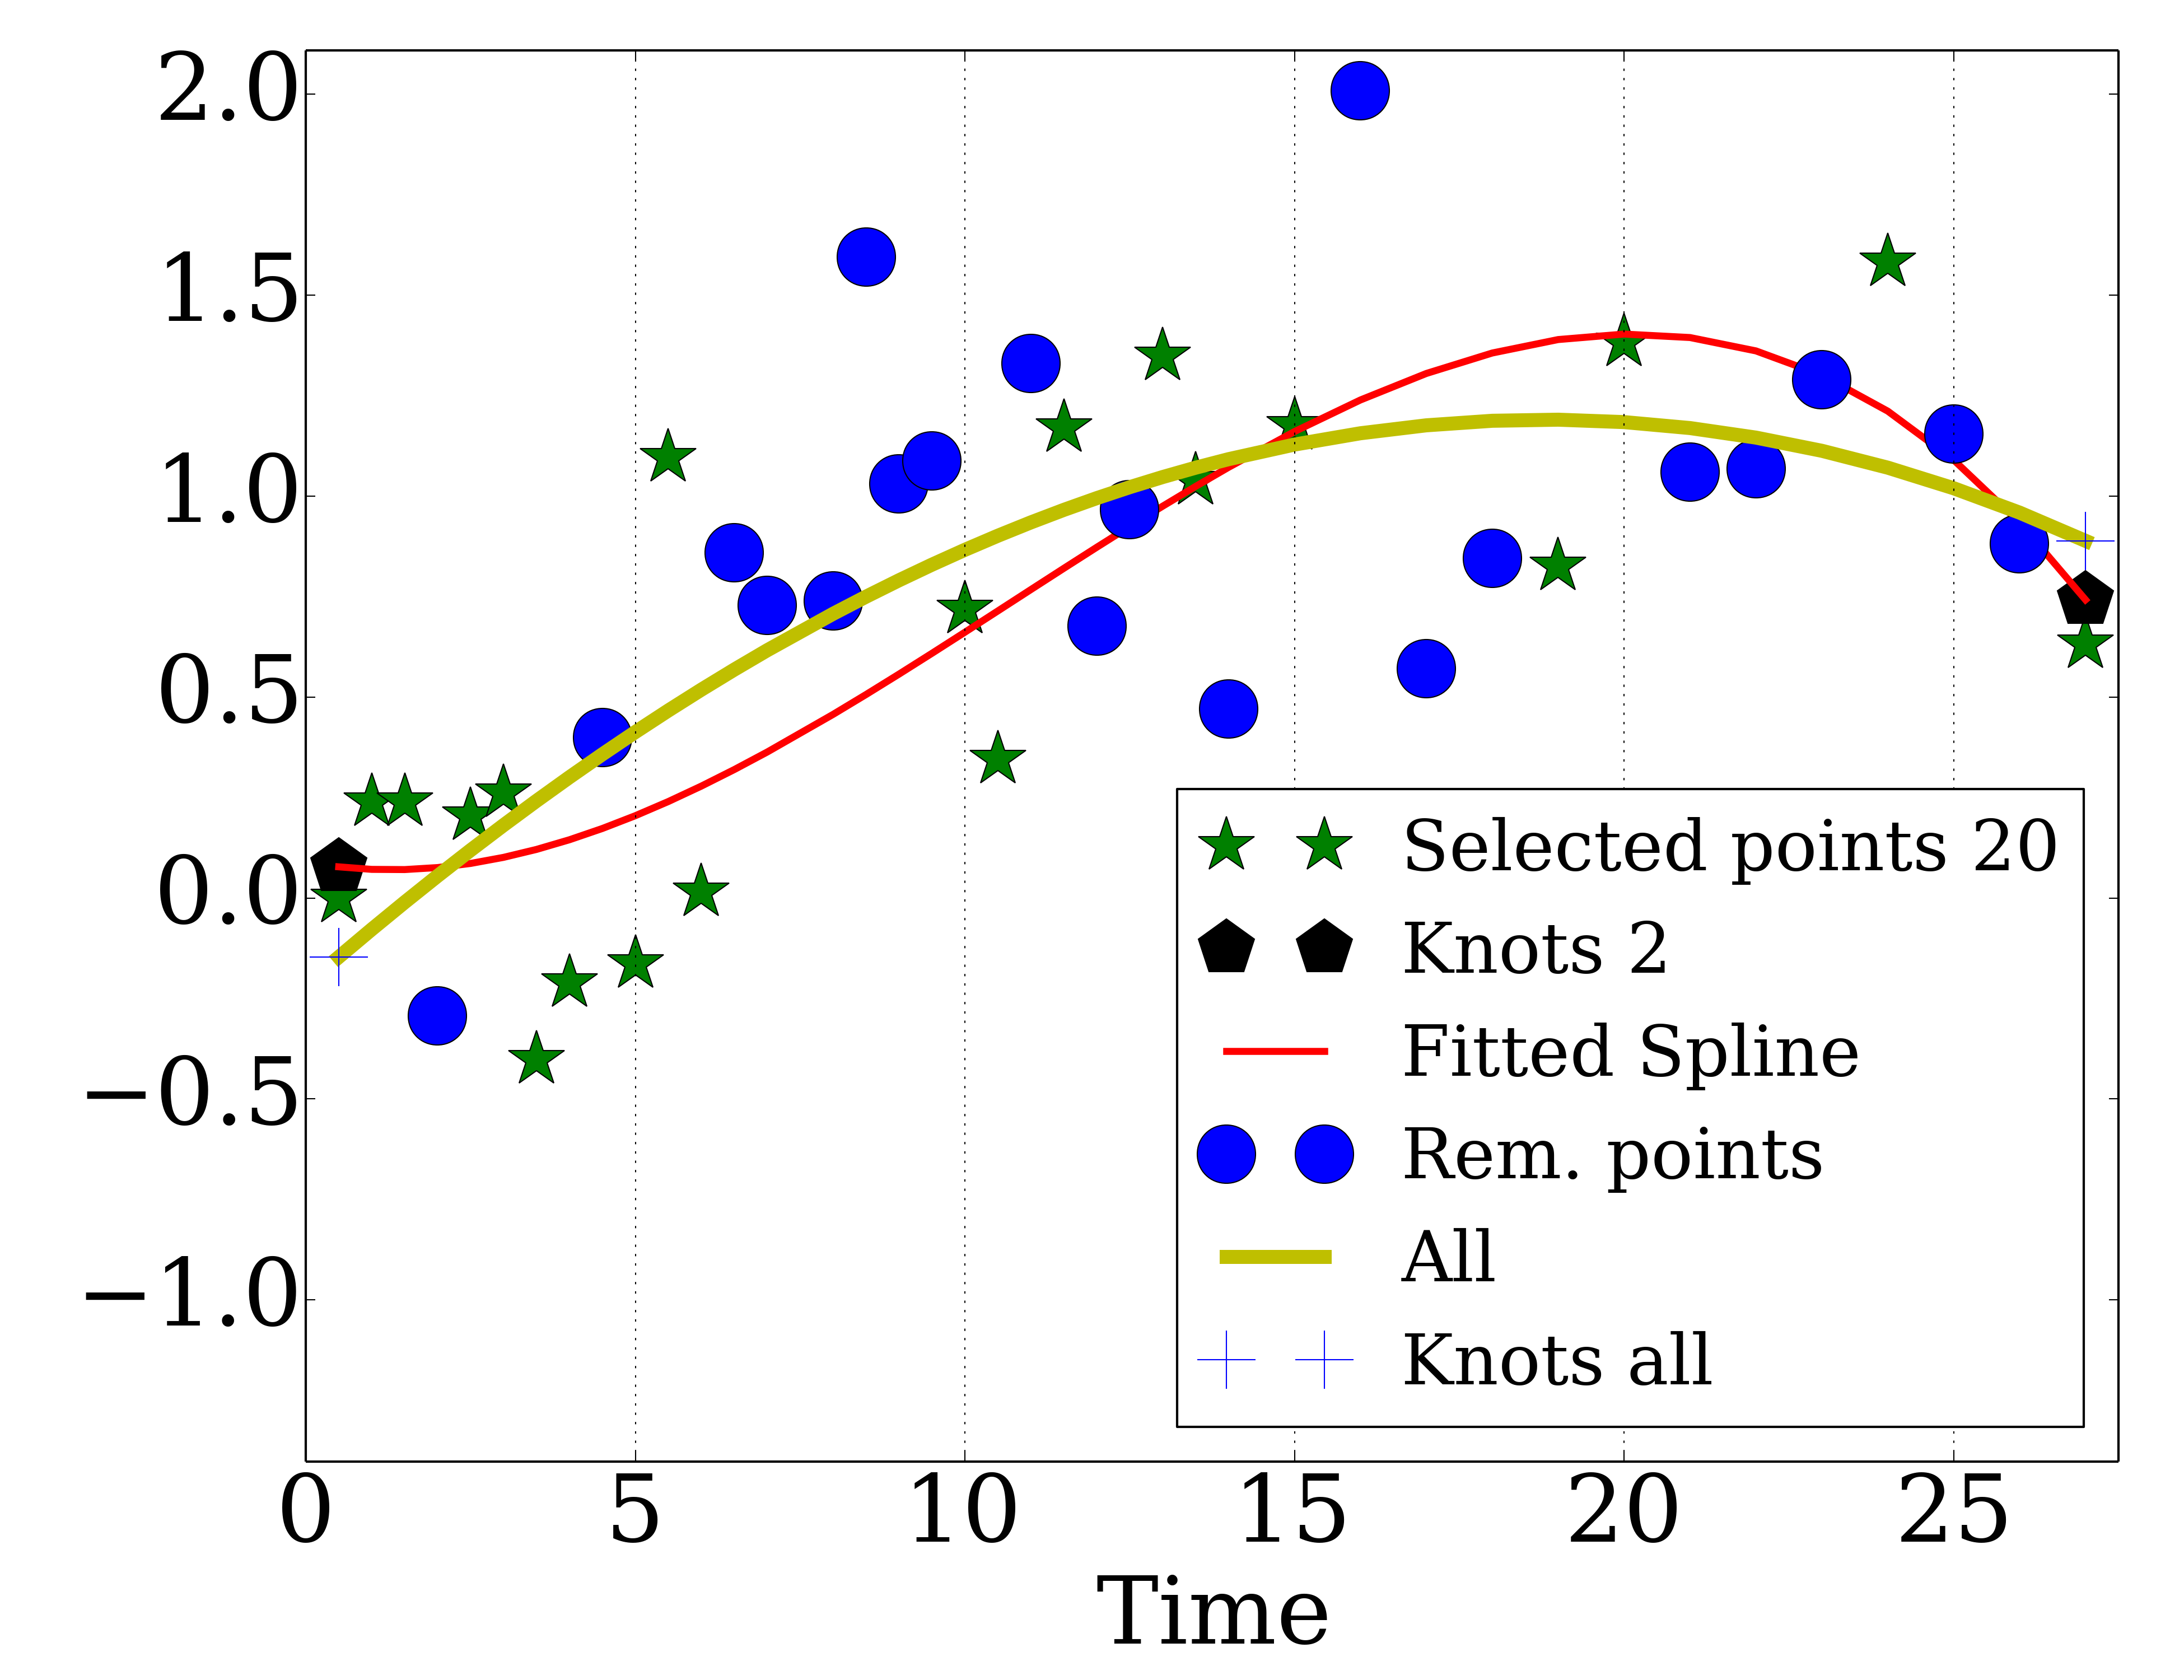 2.0
1.5
1.0
0.5
0.0
−0.5
−1.0
Selected points 20
Knots 2
Fitted Spline
Rem. points
All
Knots all
0 5 10 15 20 25
Time